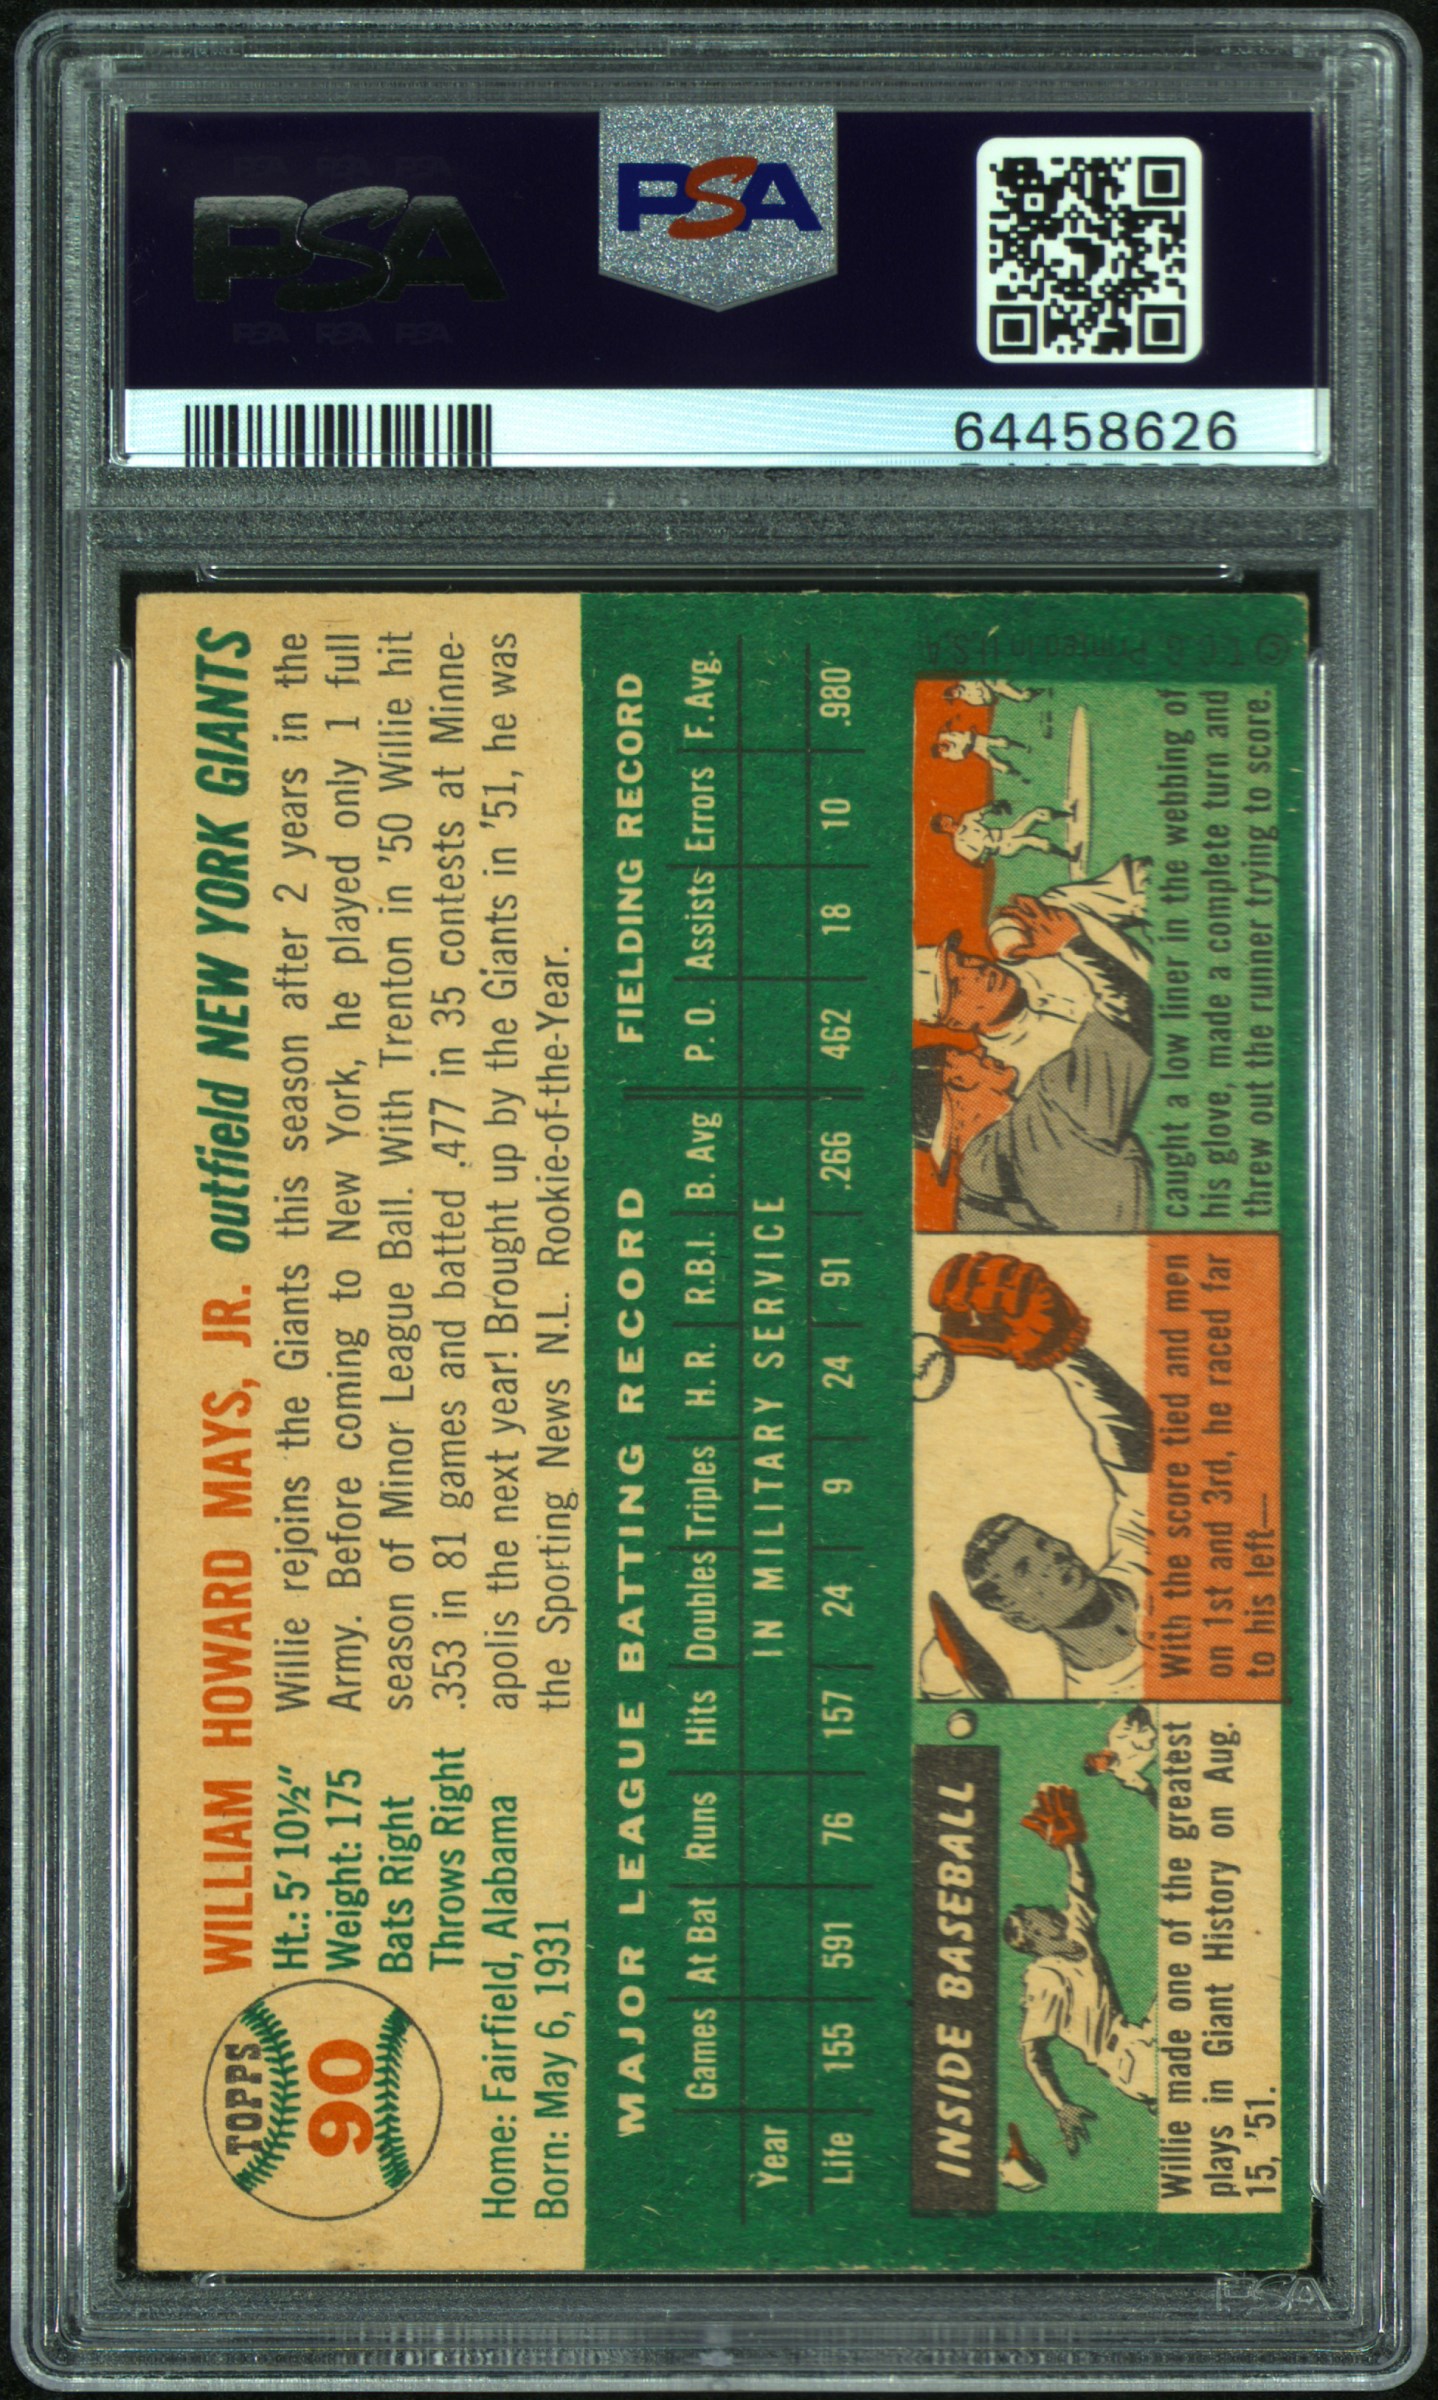 PSA
PSA
64458626
TOPPS
90
WILLIAM HOWARD MAYS, JR. outfield NEW YORK GIANTS
Ht.: 5' 10½"
Weight: 175
Bats Right
Throws Right
Home: Fairfield, Alabama
Born: May 6, 1931
Willie rejoins the Giants this season after 2 years in the
Army. Before coming to New York, he played only 1 full
season of Minor League Ball. With Trenton in '50 Willie hit
.353 in 81 games and batted .477 in 35 contests at Minne-
apolis the next year! Brought up by the Giants in '51, he was
the Sporting News N.L. Rookie-of-the-Year.
MAJOR LEAGUE BATTING RECORD FIELDING RECORD
Games At Bat Runs Hits Doubles Triples H. R. R.B.I. B. Avg P. O. Assists Errors F. Avg.
Year IN MILITARY SERVICE
Life 155 591 76 157 24 9 24 91 .266 462 18 10 .980
INSIDE BASEBALL
Willie made one of the greatest
plays in Giant History on Aug.
15, '51.
With the score tied and men
on 1st and 3rd, he raced far
to his left—
caught a low liner in the webbing of
his glove, made a complete turn and
threw out the runner trying to score.
© T. C. G. Printed in U.S.A.
PSA